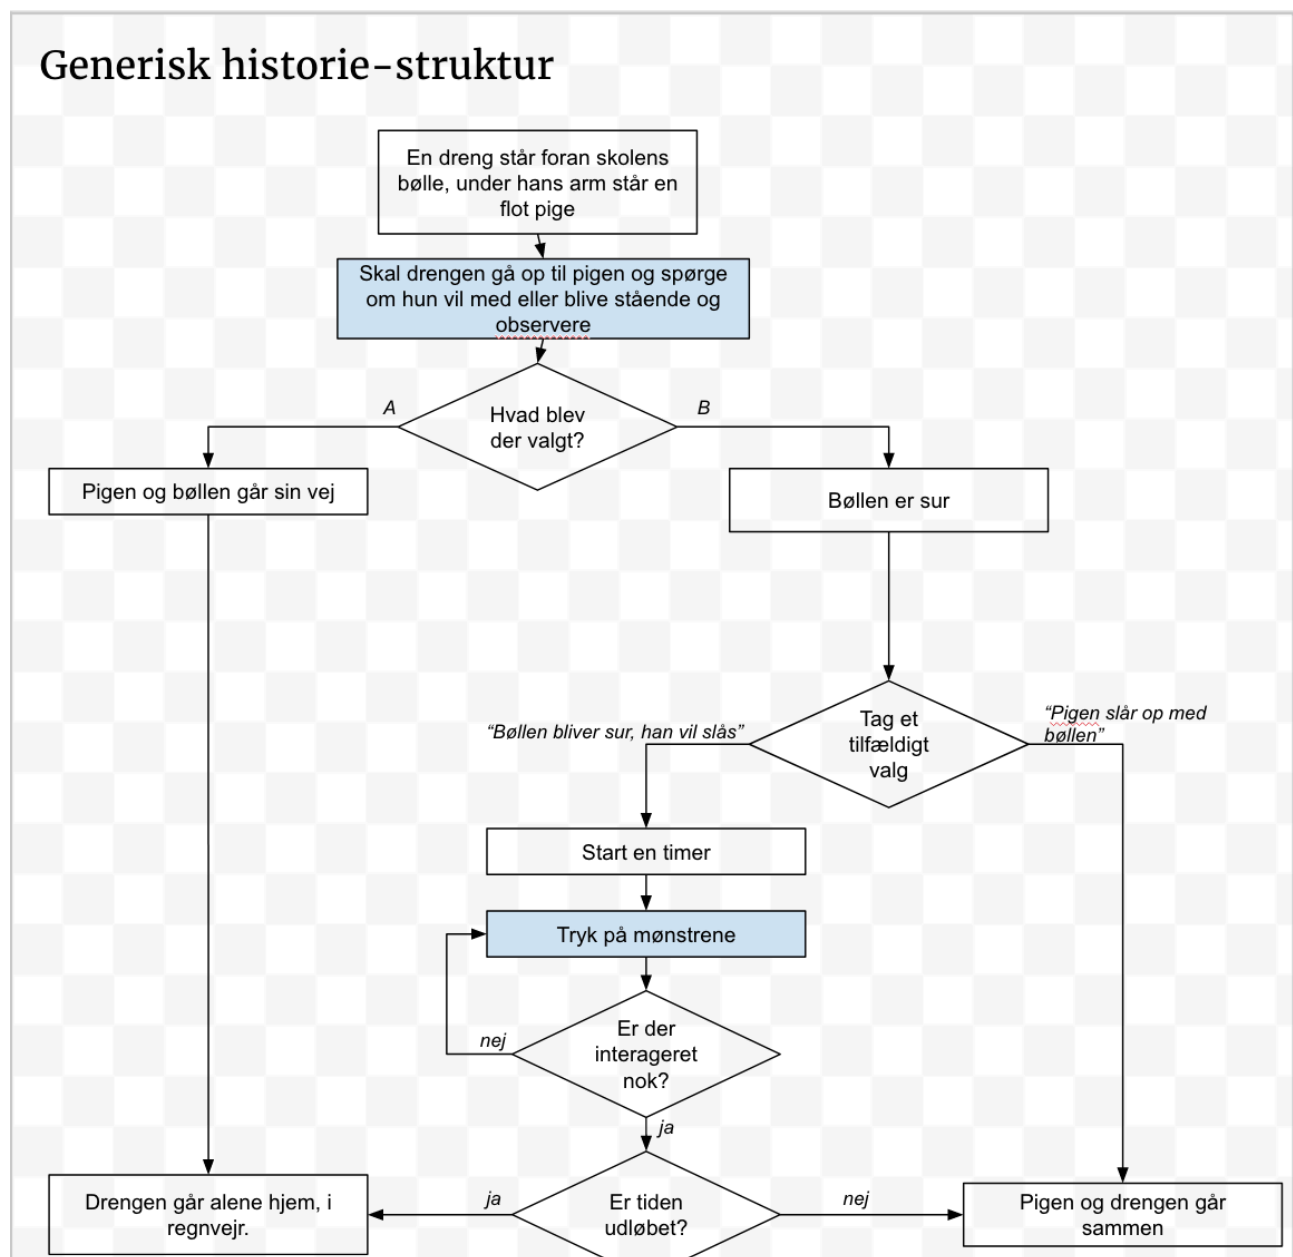 Generisk historie-struktur
En dreng står foran skolens
bølle, under hans arm står en
flot pige
Skal drengen gå op til pigen og spørge
om hun vil med eller blive stående og
observere
A
B
Hvad blev
der valgt?
Pigen og bøllen går sin vej
Bøllen er sur
“Bøllen bliver sur, han vil slås”
Tag et
tilfældigt
valg
“Pigen slår op med
bøllen”
Start en timer
Tryk på mønstrene
nej
Er der
interageret
nok?
ja
Drengen går alene hjem, i
regnvejr.
ja
Er tiden
udløbet?
nej
Pigen og drengen går
sammen